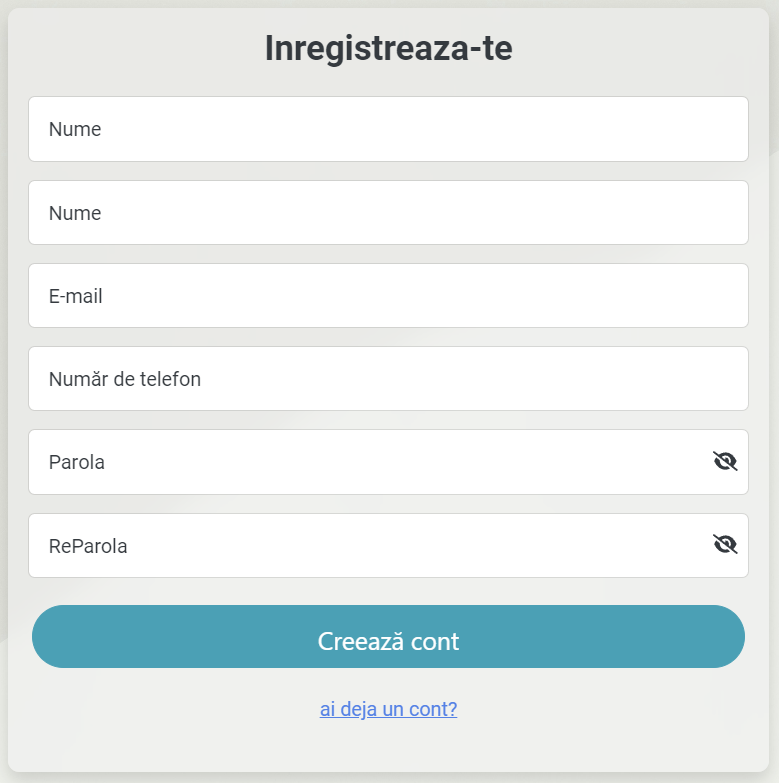 Inregistreaza-te
Nume
Nume
E-mail
Număr de telefon
Parola
ReParola
Creează cont
ai deja un cont?